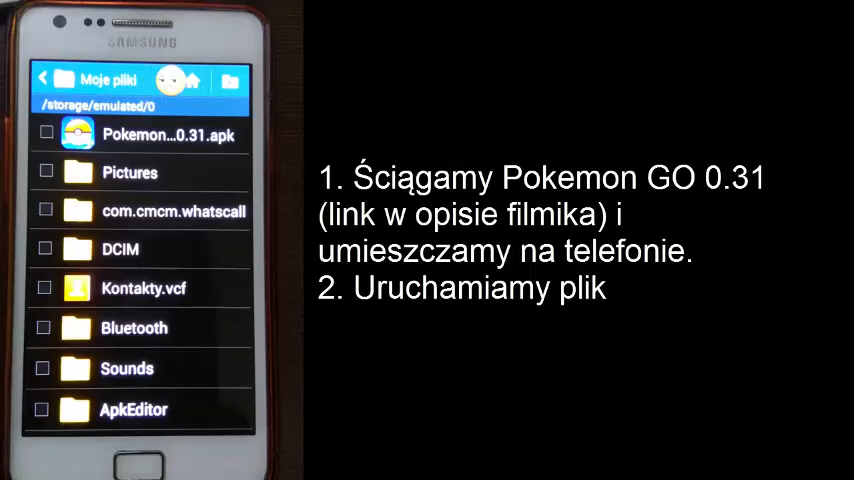 SAMSUNG
Moje pliki
/storage/emulated/0
Pokemon...0.31.apk
Pictures
com.cmcm.whatscall
DCIM
Kontakty.vcf
Bluetooth
Sounds
ApkEditor
1. Ściągamy Pokemon GO 0.31
(link w opisie filmika) i
umieszczamy na telefonie.
2. Uruchamiamy plik